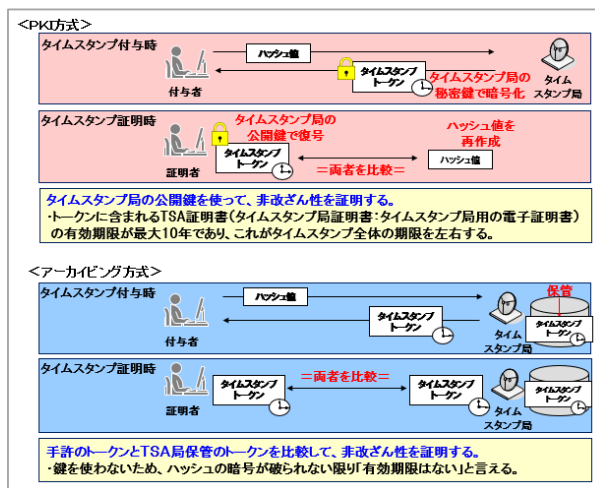 <PKI方式>
タイムスタンプ付与時
ハッシュ値
タイムスタンプ
トークン
タイムスタンプ局の
秘密鍵で暗号化
付与者
タイム
スタンプ局
タイムスタンプ証明時
タイムスタンプ局の
公開鍵で復号
ハッシュ値を
再作成
タイムスタンプ
トークン
=両者を比較=
ハッシュ値
証明者
タイムスタンプ局の公開鍵を使って、非改ざん性を証明する。
・トークンに含まれるTSA証明書(タイムスタンプ局証明書:タイムスタンプ局用の電子証明書)
の有効期限が最大10年であり、これがタイムスタンプ全体の期限を左右する。
<アーカイビング方式>
タイムスタンプ付与時
ハッシュ値
保管
タイムスタンプ
トークン
タイムスタンプ
トークン
付与者
タイム
スタンプ局
タイムスタンプ証明時
=両者を比較=
タイムスタンプ
トークン
タイムスタンプ
トークン
タイムスタンプ
トークン
証明者
タイム
スタンプ局
手許のトークンとTSA局保管のトークンを比較して、非改ざん性を証明する。
・鍵を使わないため、ハッシュの暗号が破られない限り「有効期限はない」と言える。